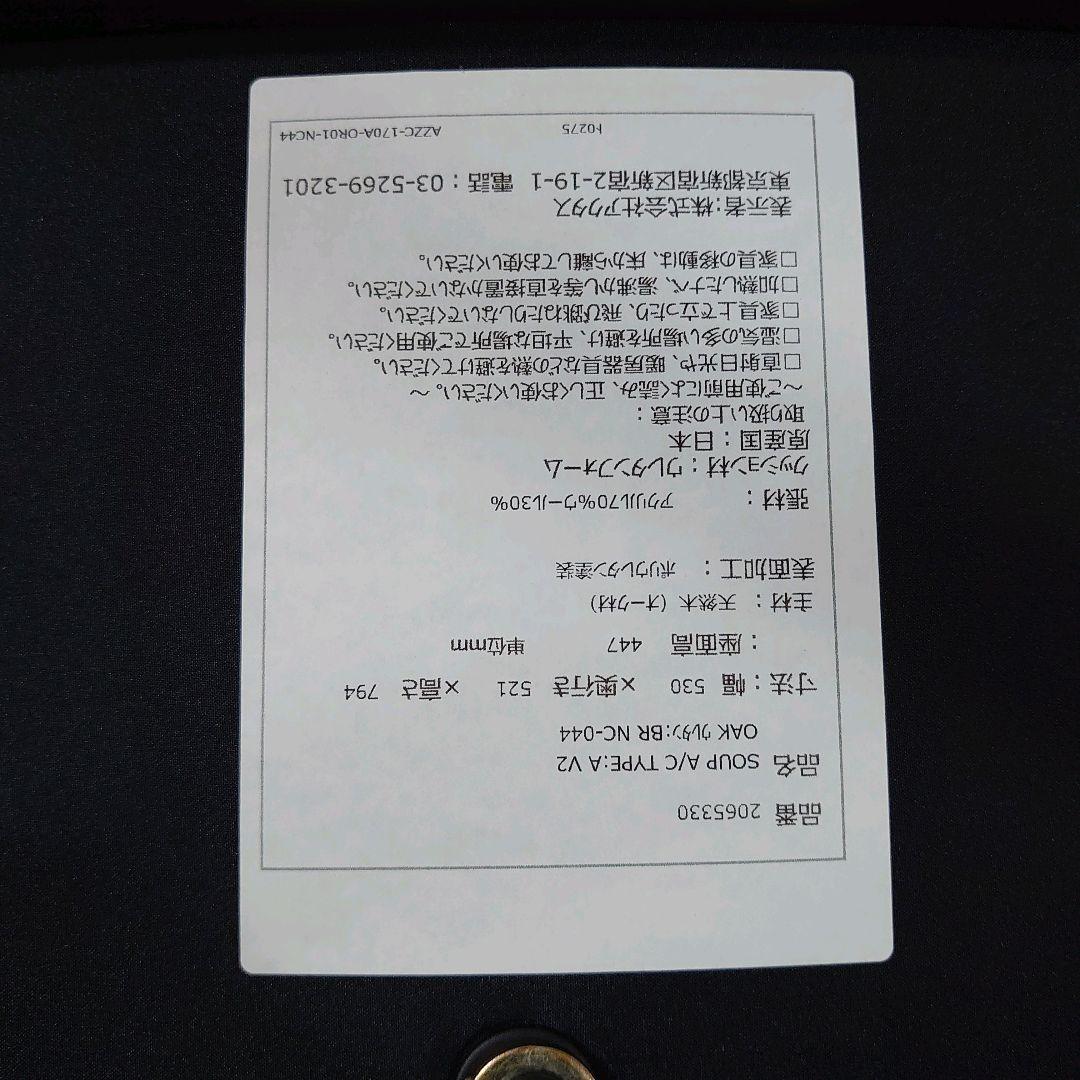 品番 2065330
品名 SOUP A/C TYPE:A V2
OAK ｳﾚﾀﾝ:BR NC-044
寸法：幅 530 ×奥行き 521 ×高さ 794
：座面高 447 単位mm
主材：天然木（オーク材）
表面加工：ポリウレタン塗装
張材：アクリル70%ウール30%
クッション材：ウレタンフォーム
原産国：日本
取り扱い上の注意：
～ご使用前によく読み、正しくお使いください。～
□直射日光や、暖房器具などの熱を避けてください。
□湿気の多い場所を避け、平坦な場所でご使用ください。
□家具上で立ったり、飛び跳ねたりしないでください。
□加熱したナベ、湯沸かし等を直接置かないでください。
□家具の移動は、床から離してお使いください。
表示者:株式会社アクタス
東京都新宿区新宿2-19-1 電話：03-5269-3201
ﾄ0275 AZZC-170A-OR01-NC44